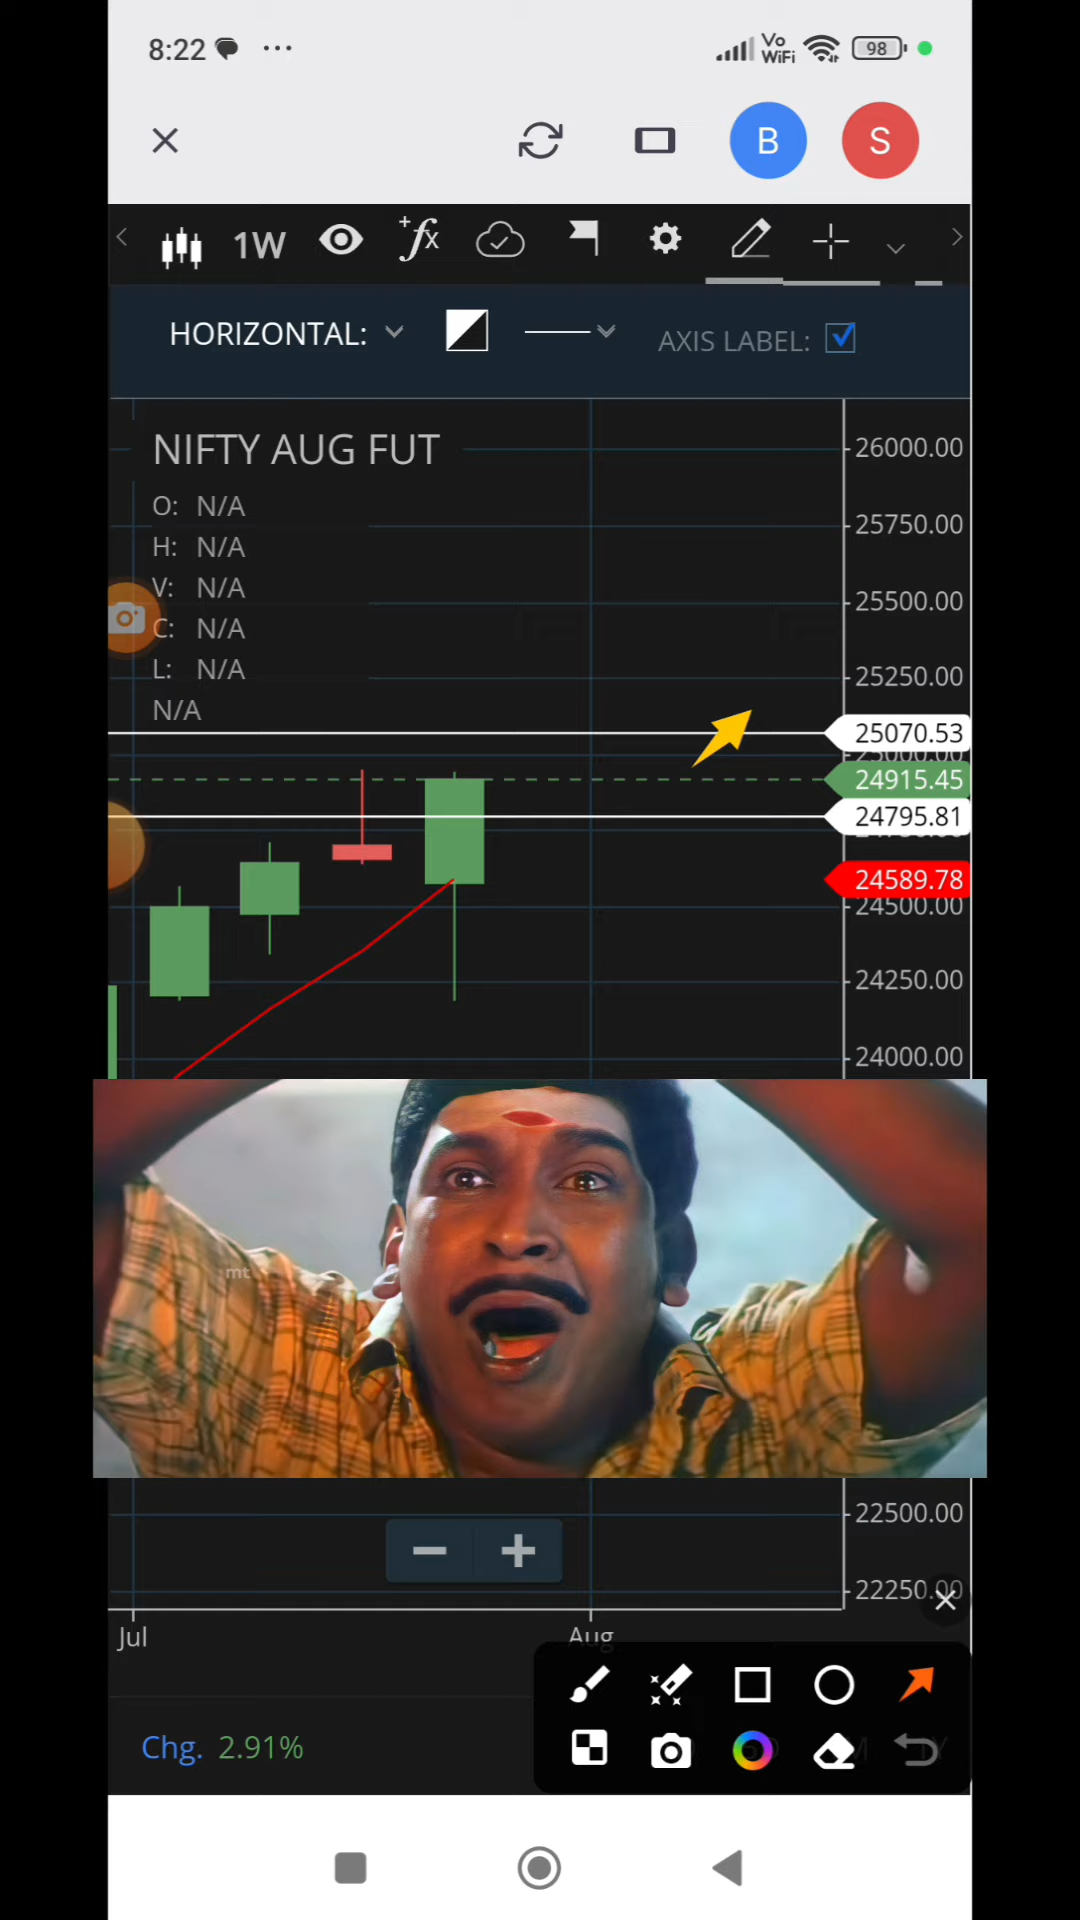 8:22
Vo
WiFi
98
B S
1W
+fx
HORIZONTAL:
AXIS LABEL:
NIFTY AUG FUT
O: N/A
H: N/A
V: N/A
C: N/A
L: N/A
N/A
26000.00
25750.00
25500.00
25250.00
25070.53
24915.45
24795.81
24589.78
24500.00
24250.00
24000.00
mt
22500.00
22250.00
Jul
Aug
Chg. 2.91%